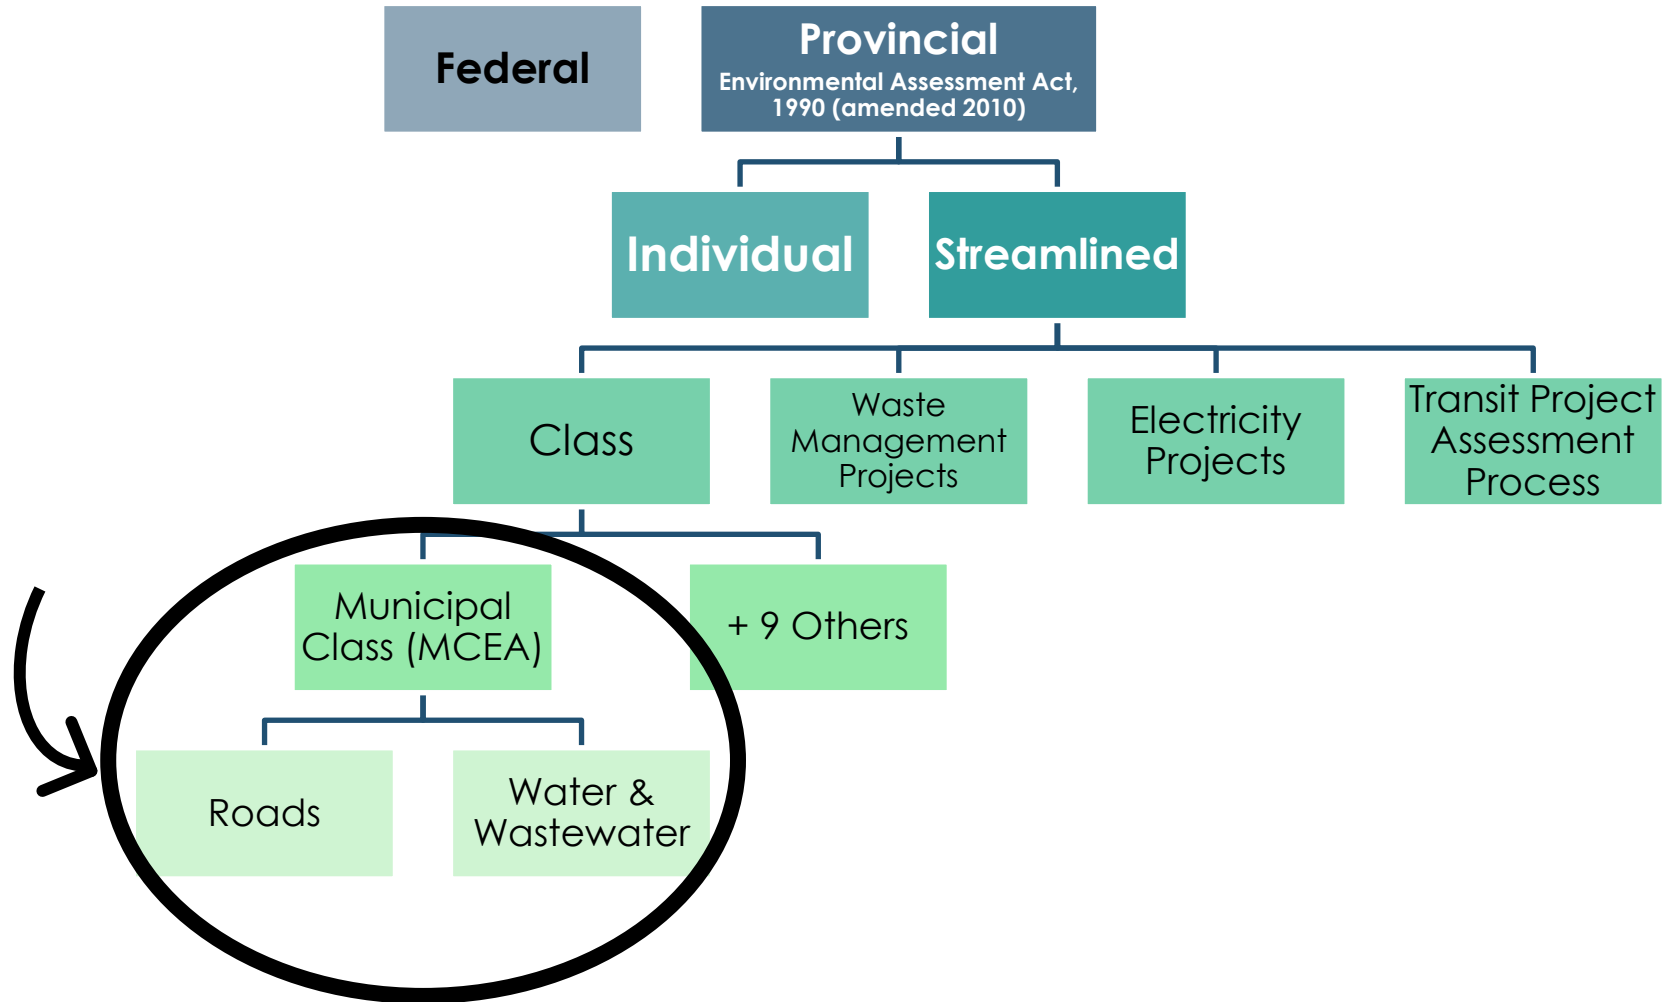 Federal
Provincial
Environmental Assessment Act,
1990 (amended 2010)
Individual
Streamlined
Class
Waste
Management
Projects
Electricity
Projects
Transit Project
Assessment
Process
Municipal
Class (MCEA)
+ 9 Others
Roads
Water &
Wastewater